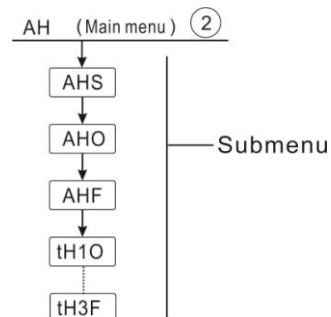 AH (Main menu) ②
AHS
AHO
Submenu
AHF
tH1O
tH3F